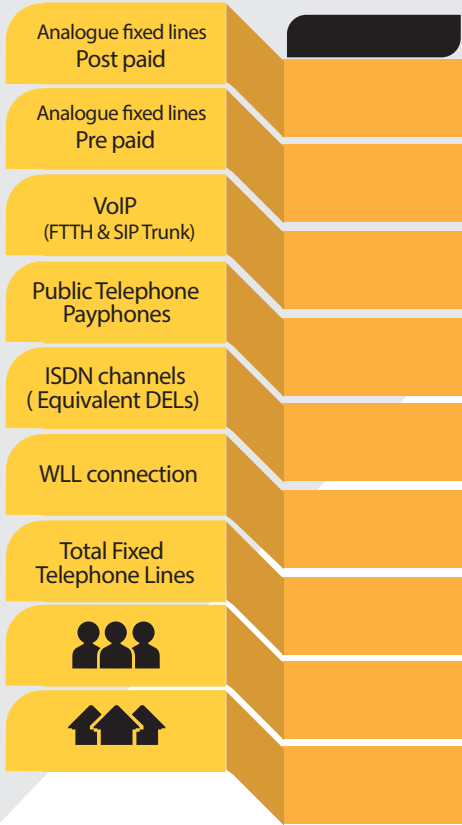 Analogue fixed lines
Post paid
Analogue fixed lines
Pre paid
VoIP
(FTTH & SIP Trunk)
Public Telephone
Payphones
ISDN channels
( Equivalent DELs)
WLL connection
Total Fixed
Telephone Lines